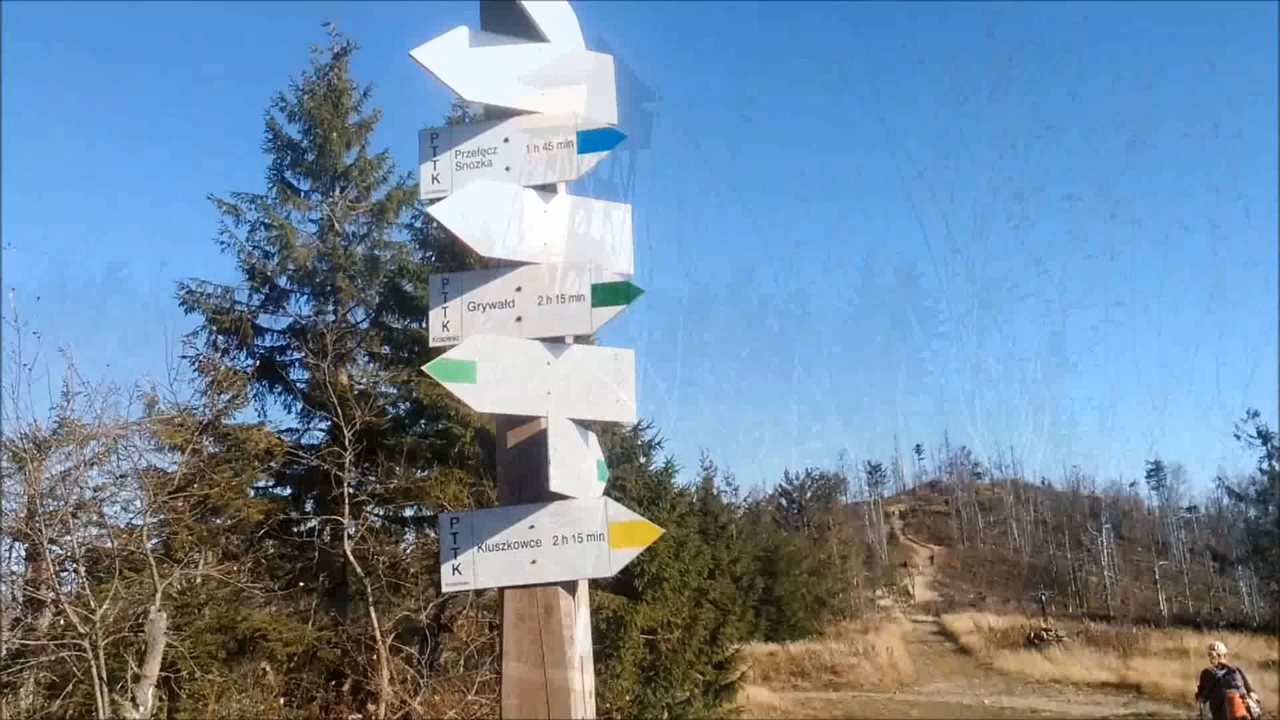 PTTK
Przełęcz
Snozka
1 h 45 min
PTTK
Grywałd
2 h 15 min
PTTK
Kluszkowce 2 h 15 min